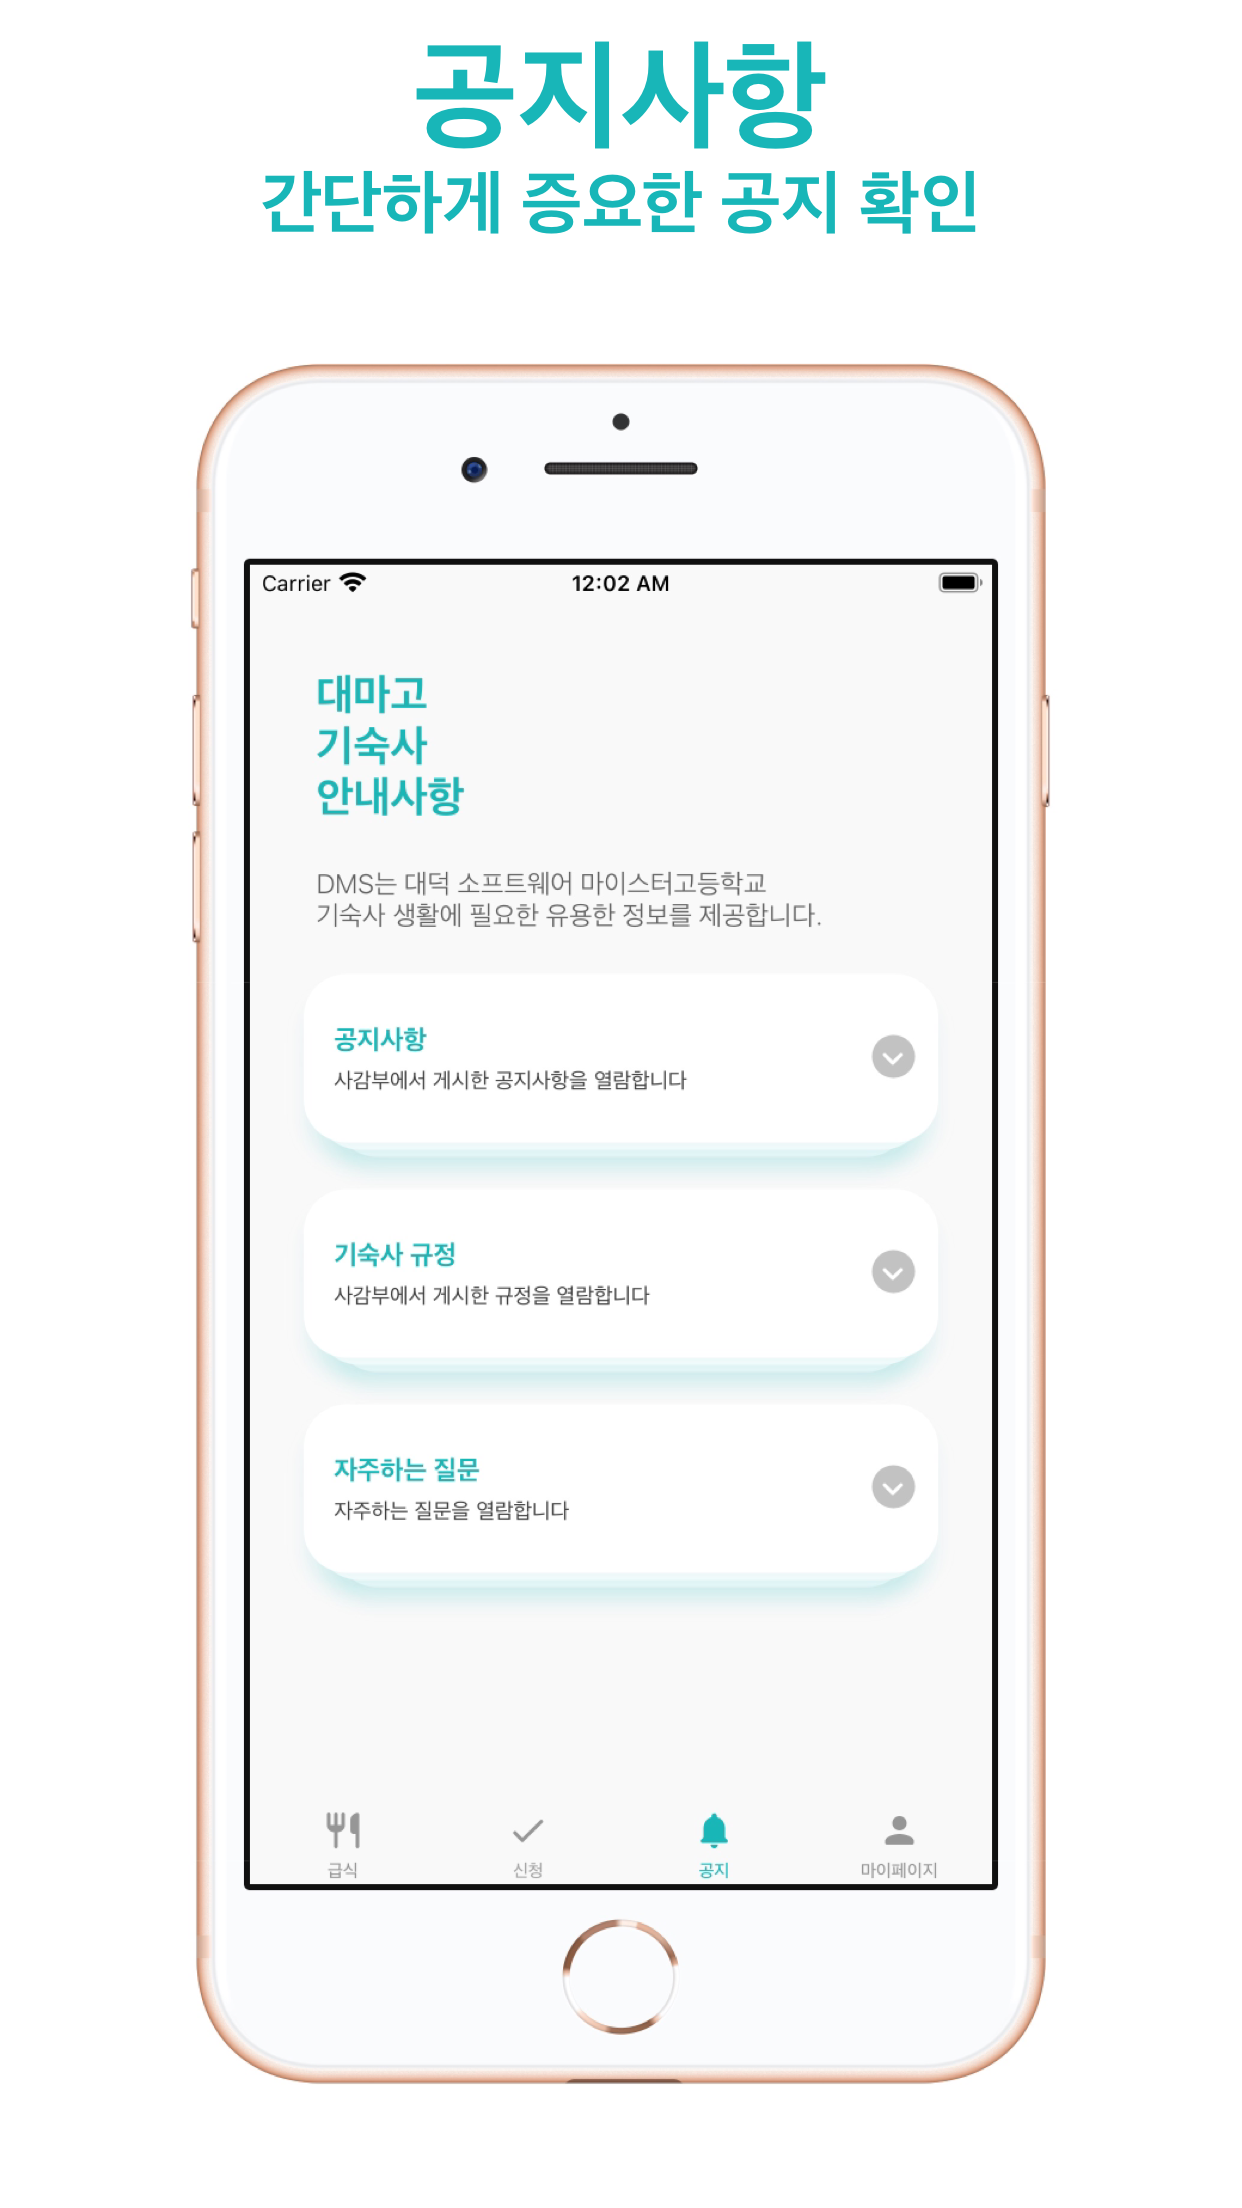 공지사항
간단하게 증요한 공지 확인
Carrier
12:02 AM
대마고
기숙사
안내사항
DMS는 대덕 소프트웨어 마이스터고등학교
기숙사 생활에 필요한 유용한 정보를 제공합니다.
공지사항
사감부에서 게시한 공지사항을 열람합니다
기숙사 규정
사감부에서 게시한 규정을 열람합니다
자주하는 질문
자주하는 질문을 열람합니다
급식
신청
공지
마이페이지